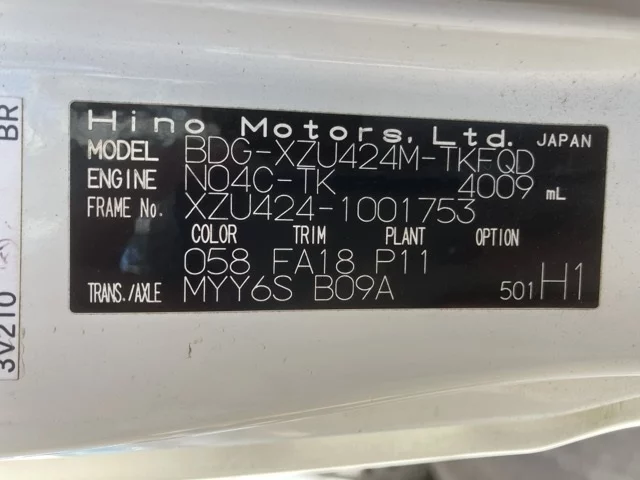 Hino Motors, Ltd. JAPAN
MODEL BDG-XZU424M-TKFQD
ENGINE N04C-TK 4009 mL
FRAME No. XZU424-1001753
COLOR TRIM PLANT OPTION
058 FA18 P11
TRANS./AXLE MYY6S B09A 501 H1
BR
3V210